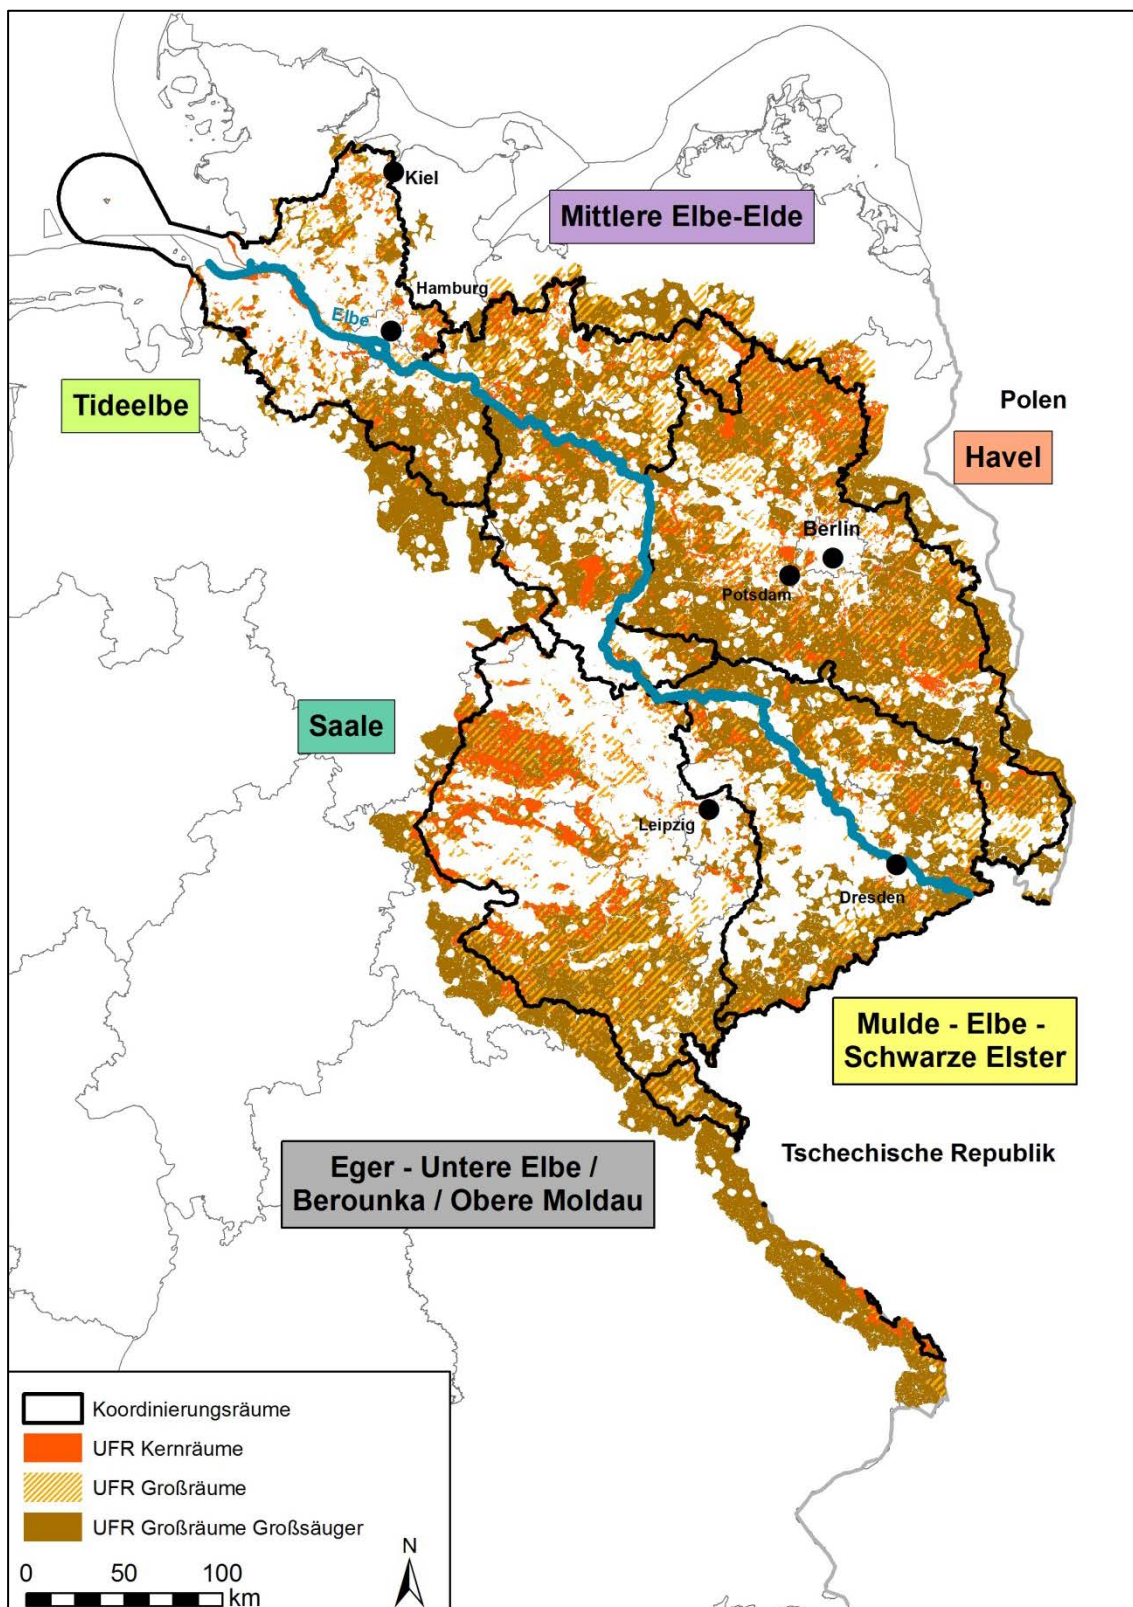 Kiel
Mittlere Elbe-Elde
Hamburg
Elbe
Tideelbe
Polen
Havel
Berlin
Potsdam
Saale
Leipzig
Dresden
Mulde - Elbe -
Schwarze Elster
Tschechische Republik
Eger - Untere Elbe /
Berounka / Obere Moldau
Koordinierungsräume
UFR Kernräume
UFR Großräume
UFR Großräume Großsäuger
N
0 50 100
km